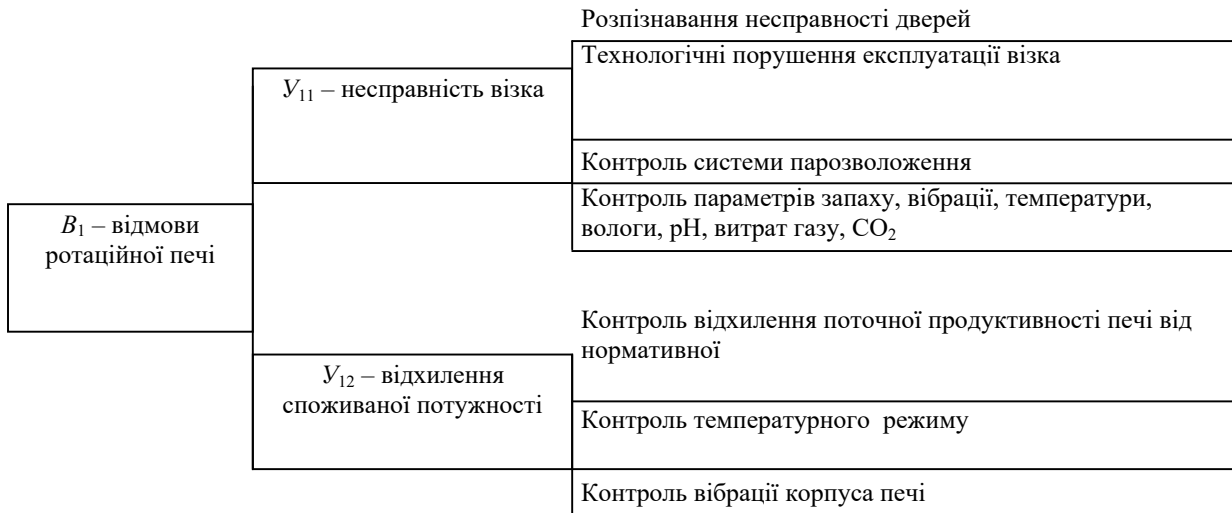 Розпізнавання несправності дверей
Технологічні порушення експлуатації візка
У11 – несправність візка
Контроль системи парозволоження
Контроль параметрів запаху, вібрації, температури,
вологи, рН, витрат газу, СО2
В1 – відмови
ротаційної печі
Контроль відхилення поточної продуктивності печі від
нормативної
У12 – відхилення
споживаної потужності
Контроль температурного режиму
Контроль вібрації корпуса печі